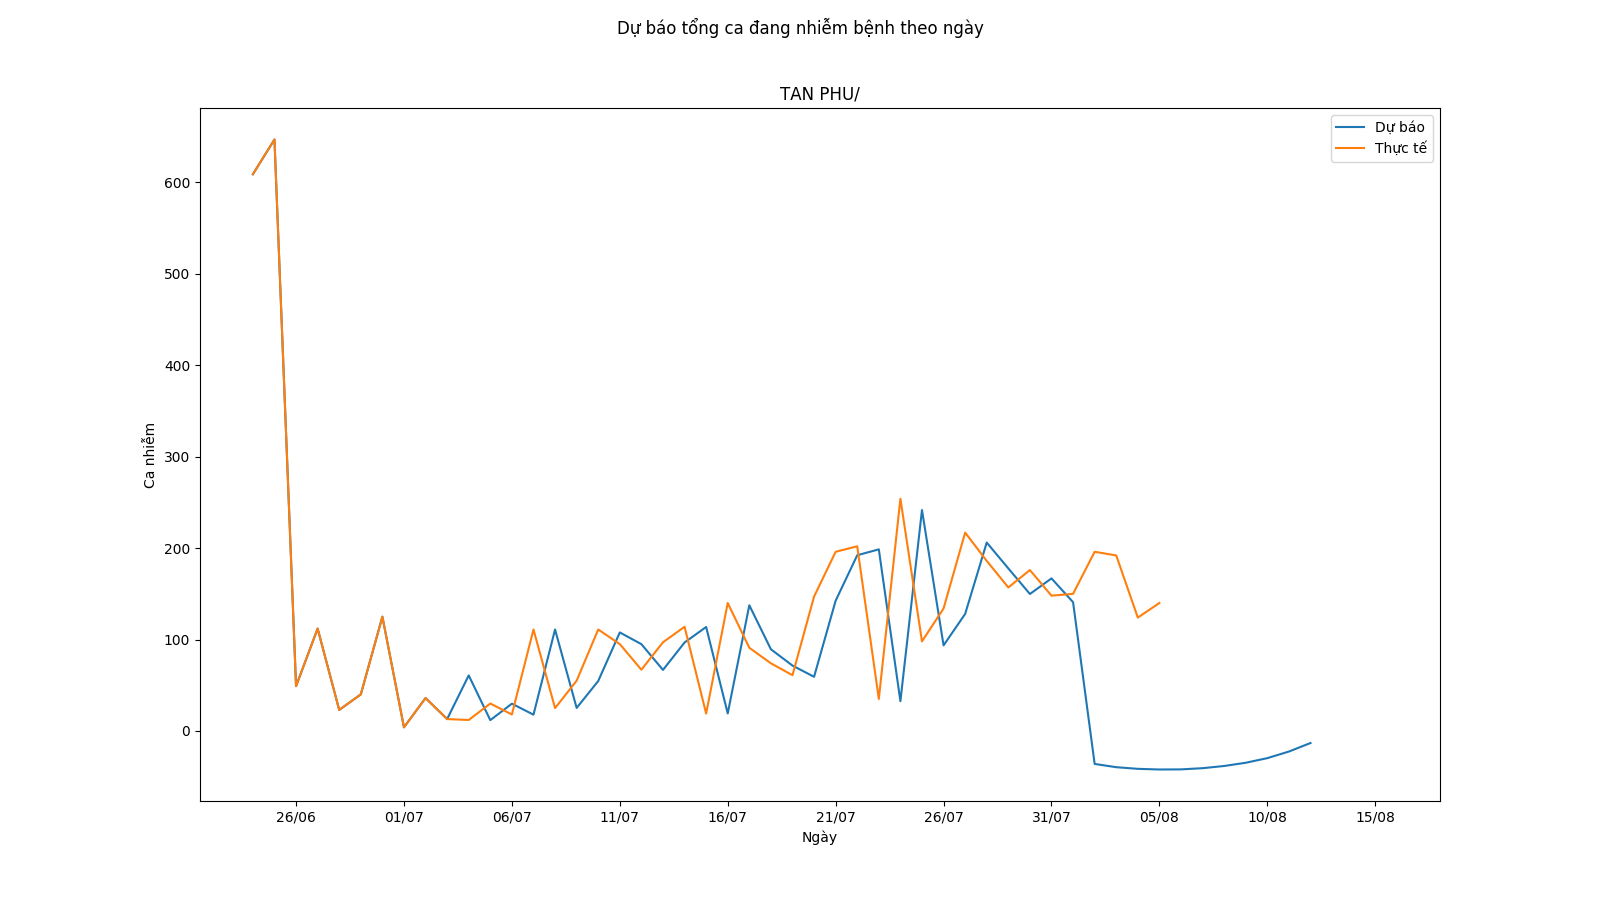 Dự báo tổng ca đang nhiễm bệnh theo ngày
TAN PHU/
Dự báo
Thực tế
600
500
400
300
200
100
0
Ca nhiễm
26/06 01/07 06/07 11/07 16/07 21/07 26/07 31/07 05/08 10/08 15/08
Ngày